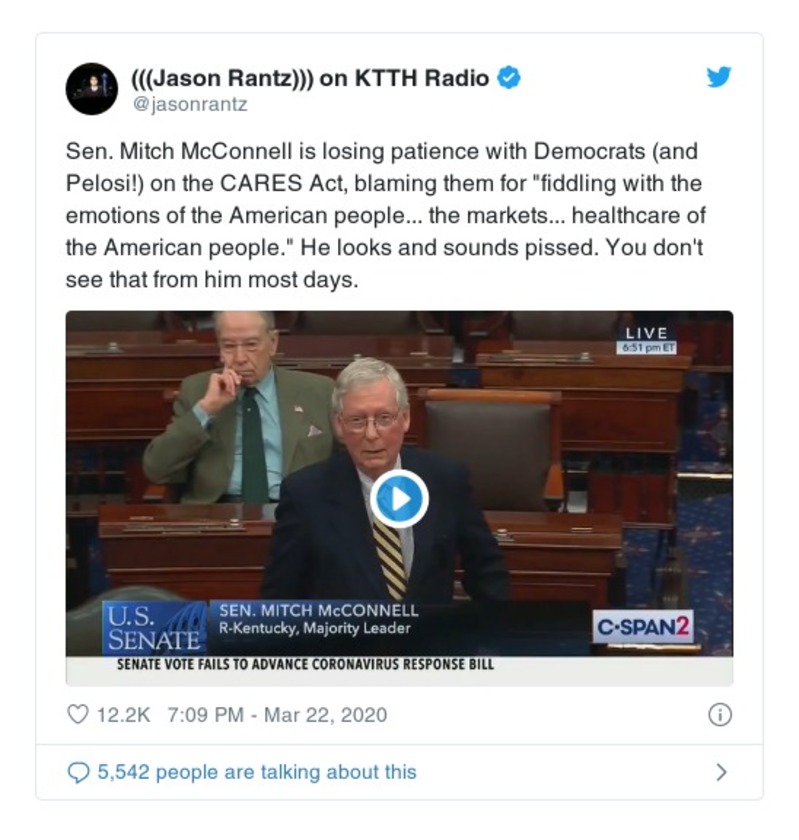 (((Jason Rantz))) on KTTH Radio
@jasonrantz
Sen. Mitch McConnell is losing patience with Democrats (and
Pelosi!) on the CARES Act, blaming them for "fiddling with the
emotions of the American people... the markets... healthcare of
the American people." He looks and sounds pissed. You don't
see that from him most days.
LIVE
6:51 pm ET
U.S.
SENATE
SEN. MITCH McCONNELL
R-Kentucky, Majority Leader
C-SPAN2
SENATE VOTE FAILS TO ADVANCE CORONAVIRUS RESPONSE BILL
12.2K 7:09 PM - Mar 22, 2020
5,542 people are talking about this